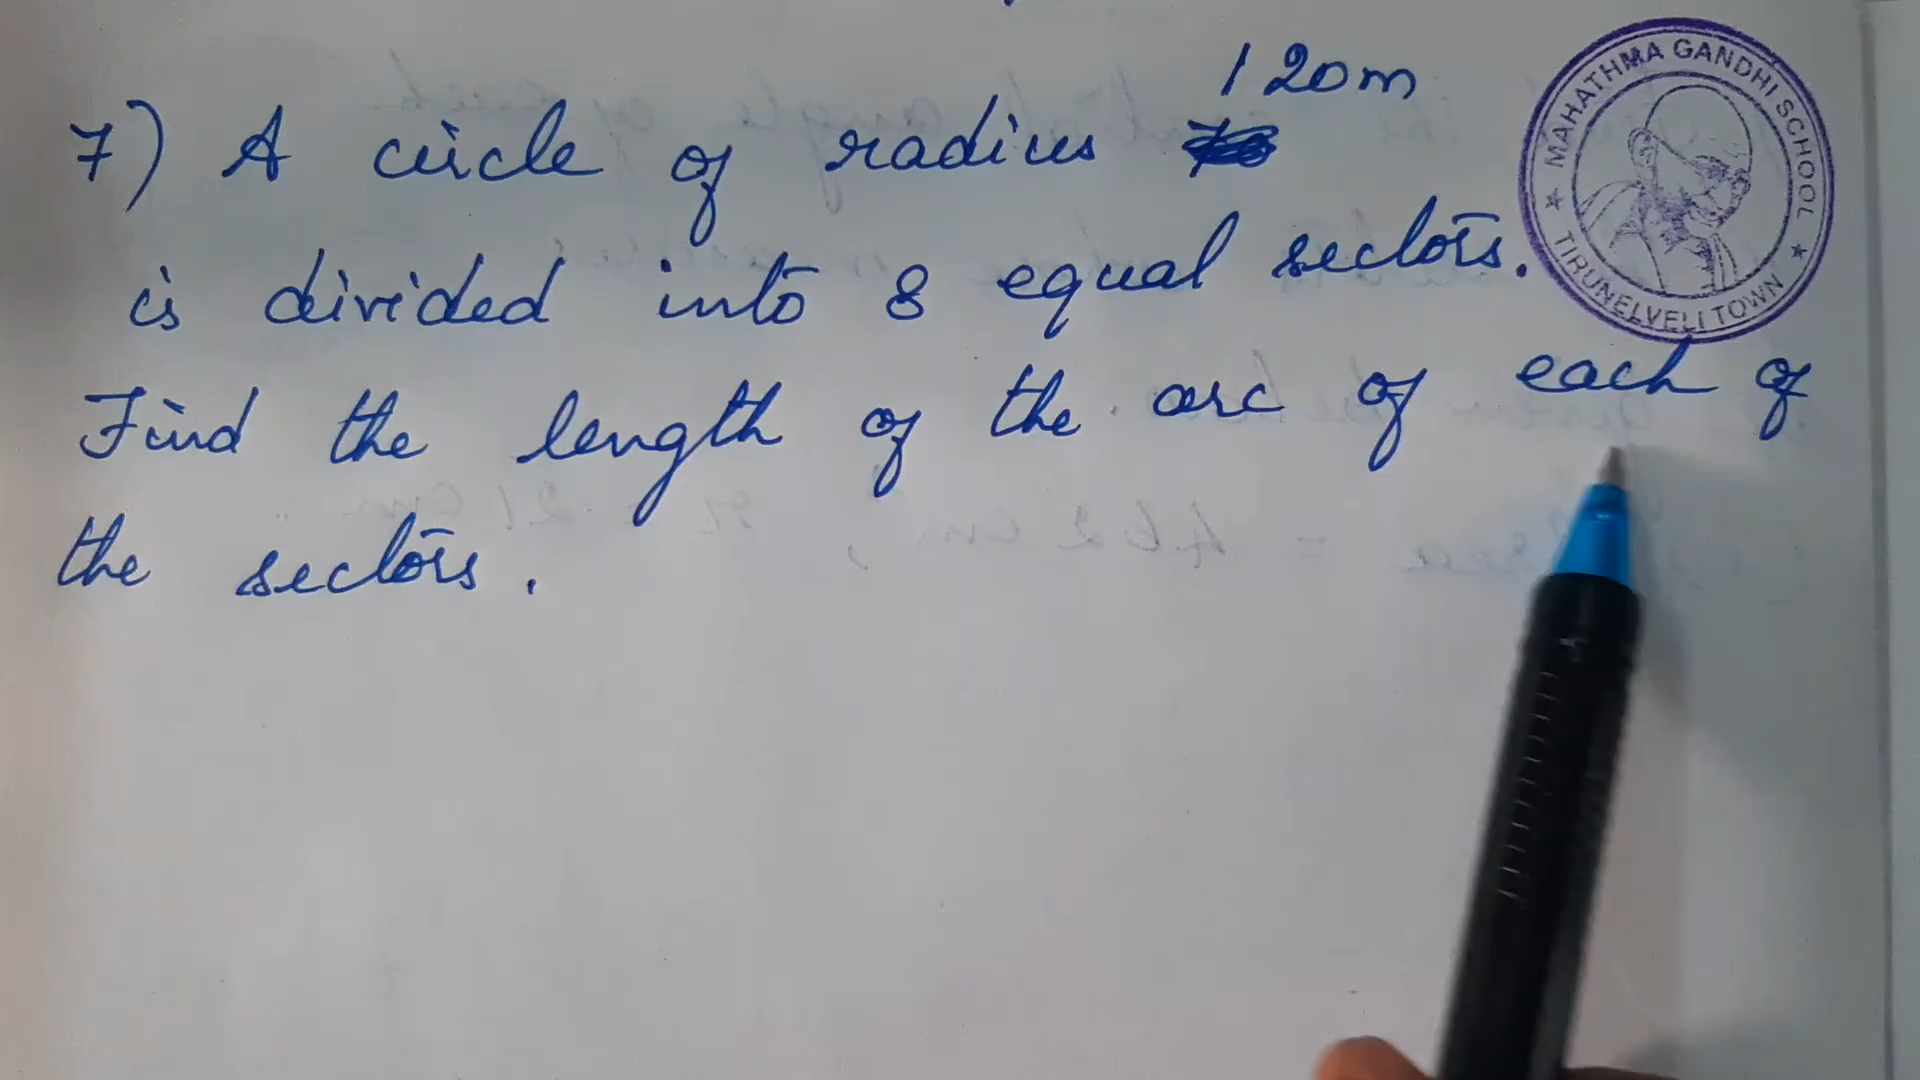 120m
7) A circle of radius
is divided into 8 equal sectors.
Find the length of the arc of each of
the sectors.
MAHATHMA GANDHI SCHOOL
★ TIRUNELVELI TOWN ★